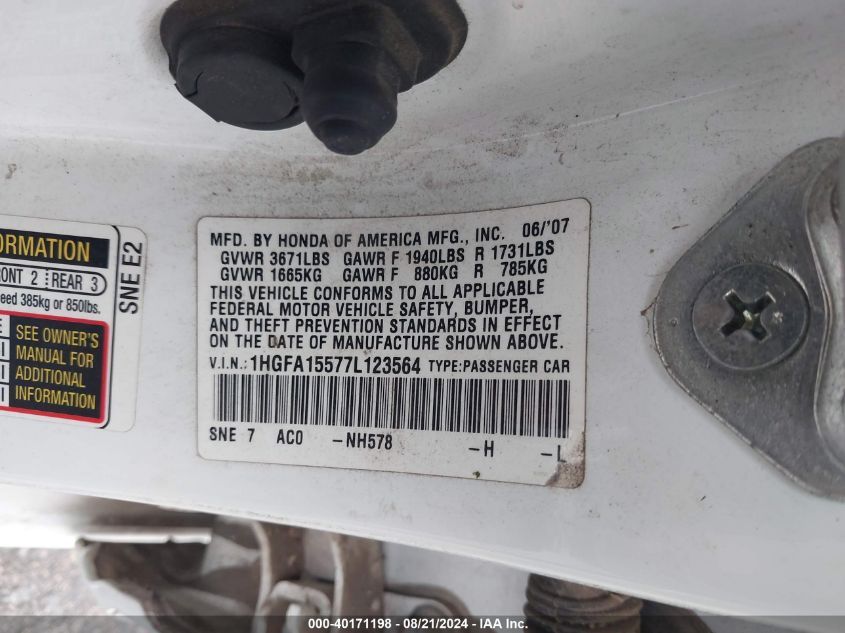 ORMATION
RONT 2 REAR 3
eed 385kg or 850lbs.
SEE OWNER'S
MANUAL FOR
ADDITIONAL
INFORMATION
SNE E2
MFD. BY HONDA OF AMERICA MFG., INC. 06/'07
GVWR 3671LBS GAWR F 1940LBS R 1731LBS
GVWR 1665KG GAWR F 880KG R 785KG
THIS VEHICLE CONFORMS TO ALL APPLICABLE
FEDERAL MOTOR VEHICLE SAFETY, BUMPER,
AND THEFT PREVENTION STANDARDS IN EFFECT
ON THE DATE OF MANUFACTURE SHOWN ABOVE.
V.I.N.: 1HGFA15577L123564 TYPE:PASSENGER CAR
SNE 7 AC0 -NH578 -H -L
000-40171198 - 08/21/2024 - IAA Inc.